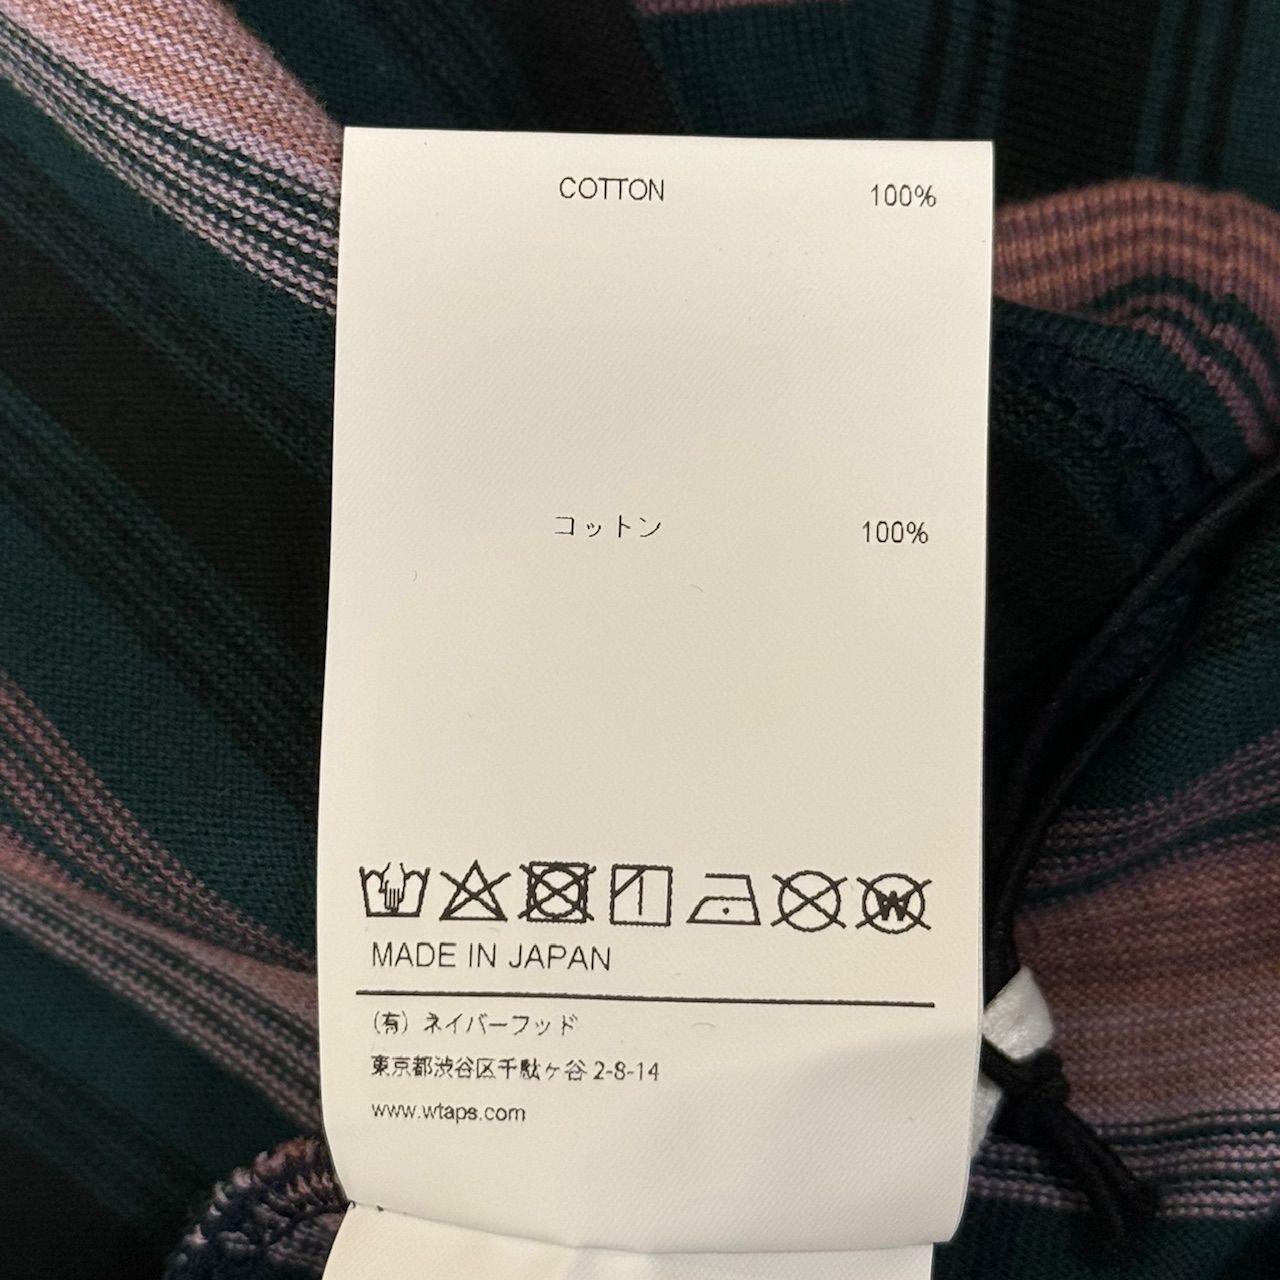 COTTON 100%
コットン 100%
MADE IN JAPAN
(有) ネイバーフッド
東京都渋谷区千駄ヶ谷 2-8-14
www.wtaps.com